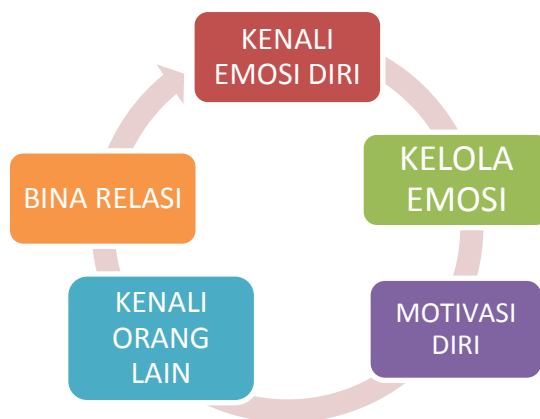 KENALI
EMOSI DIRI
KELOLA
EMOSI
MOTIVASI
DIRI
KENALI
ORANG
LAIN
BINA RELASI